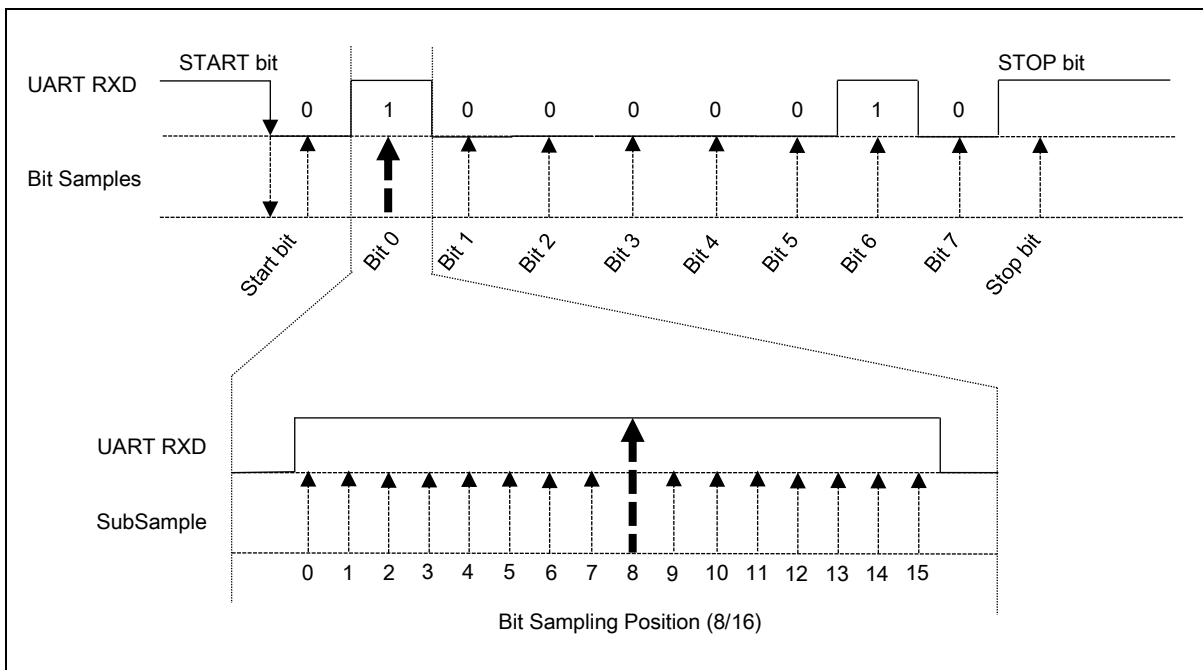 START bit
STOP bit
UART RXD
0 1 0 0 0 0 0 1 0
Bit Samples
Start bit
Bit 0
Bit 1
Bit 2
Bit 3
Bit 4
Bit 5
Bit 6
Bit 7
Stop bit
UART RXD
SubSample
0 1 2 3 4 5 6 7 8 9 10 11 12 13 14 15
Bit Sampling Position (8/16)